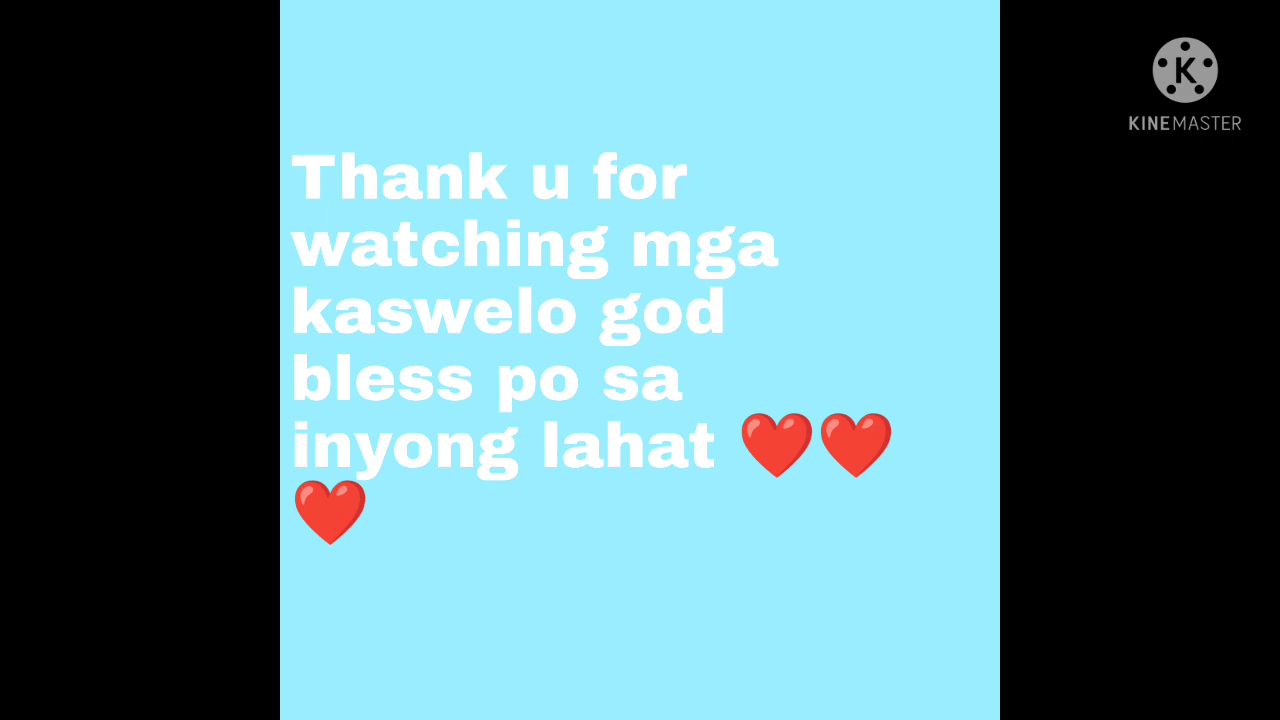 Thank u for
watching mga
kaswelo god
bless po sa
inyong lahat ❤️❤️
❤️
K
KINEMASTER